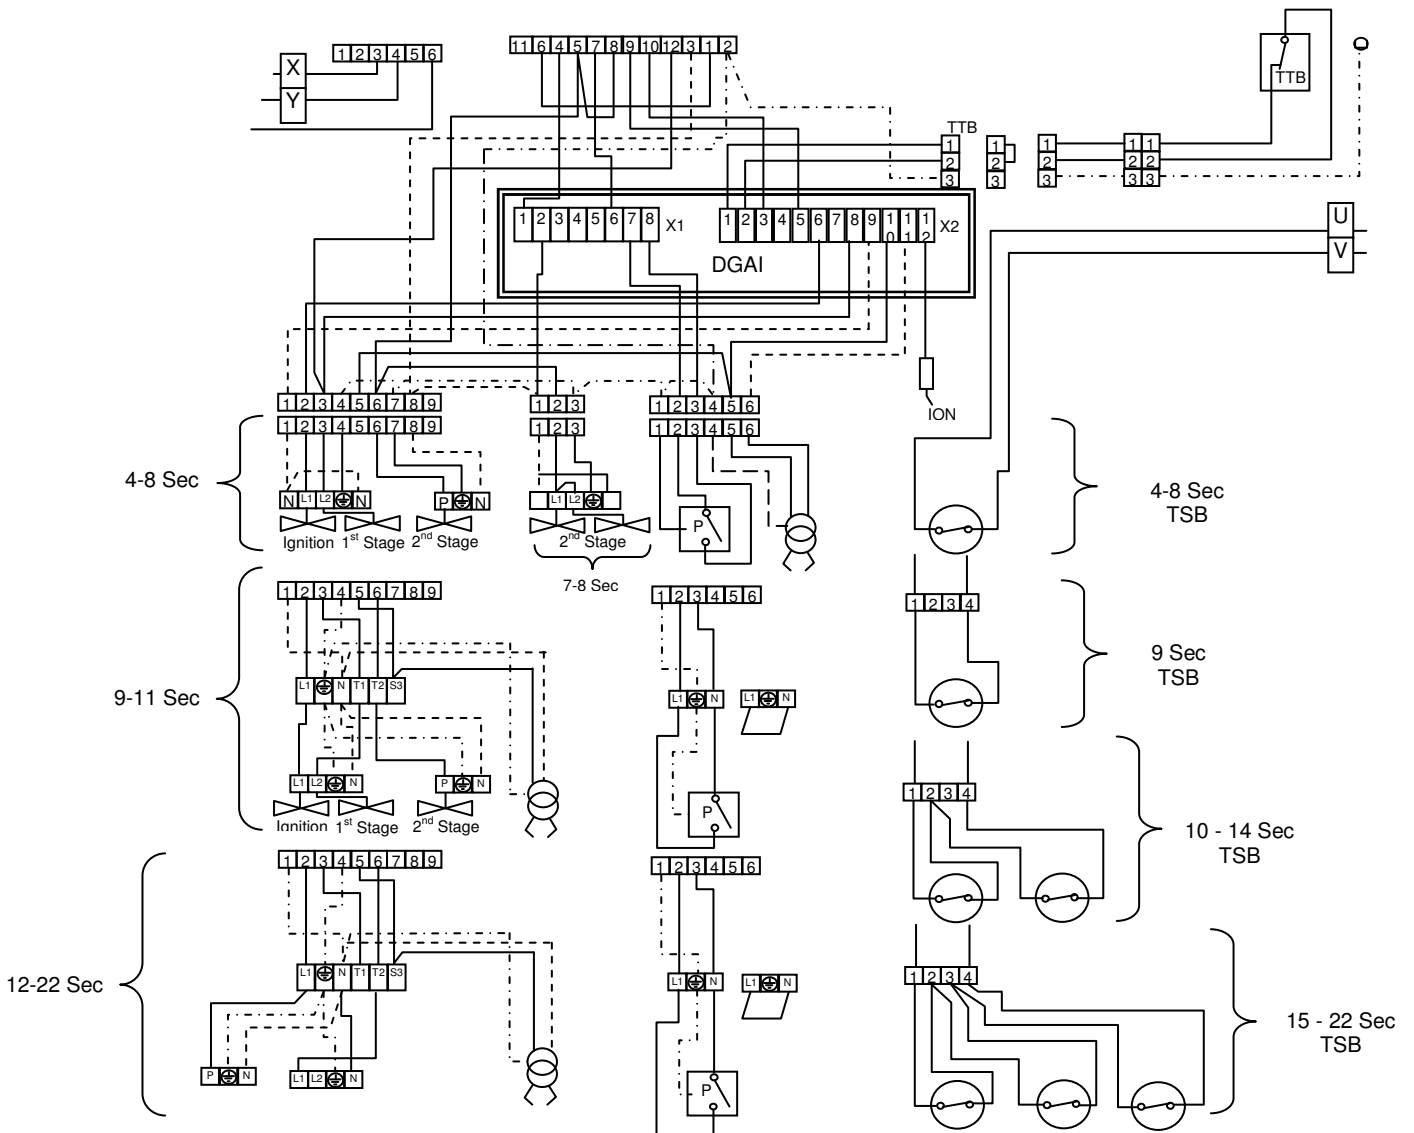 1 2 3 4 5 6
X
Y
11 6 4 5 7 8 9 10 12 3 1 2
TTB
1 2 3
1 2 3
1 2 3
1 1
2 2
3 3
TTB
U
V
1 2 3 4 5 6 7 8
X1
1 2 3 4 5 6 7 8 9 10 11 12
X2
DGAI
ION
1 2 3 4 5 6 7 8 9
1 2 3 4 5 6 7 8 9
1 2 3
1 2 3
1 2 3 4 5 6
1 2 3 4 5 6
4-8 Sec
N L1 L2 N
P N
L1 L2
Ignition 1st Stage 2nd Stage
2nd Stage
7-8 Sec
P
4-8 Sec
TSB
1 2 3 4 5 6 7 8 9
1 2 3 4 5 6
1 2 3 4
9-11 Sec
L1 N T1 T2 S3
L1 N
L1 N
L1 L2 N
P N
Ignition 1st Stage 2nd Stage
P
9 Sec
TSB
1 2 3 4
10 - 14 Sec
TSB
1 2 3 4 5 6 7 8 9
1 2 3 4 5 6
12-22 Sec
L1 N T1 T2 S3
L1 N
L1 N
P N
L1 L2 N
P
1 2 3 4
15 - 22 Sec
TSB